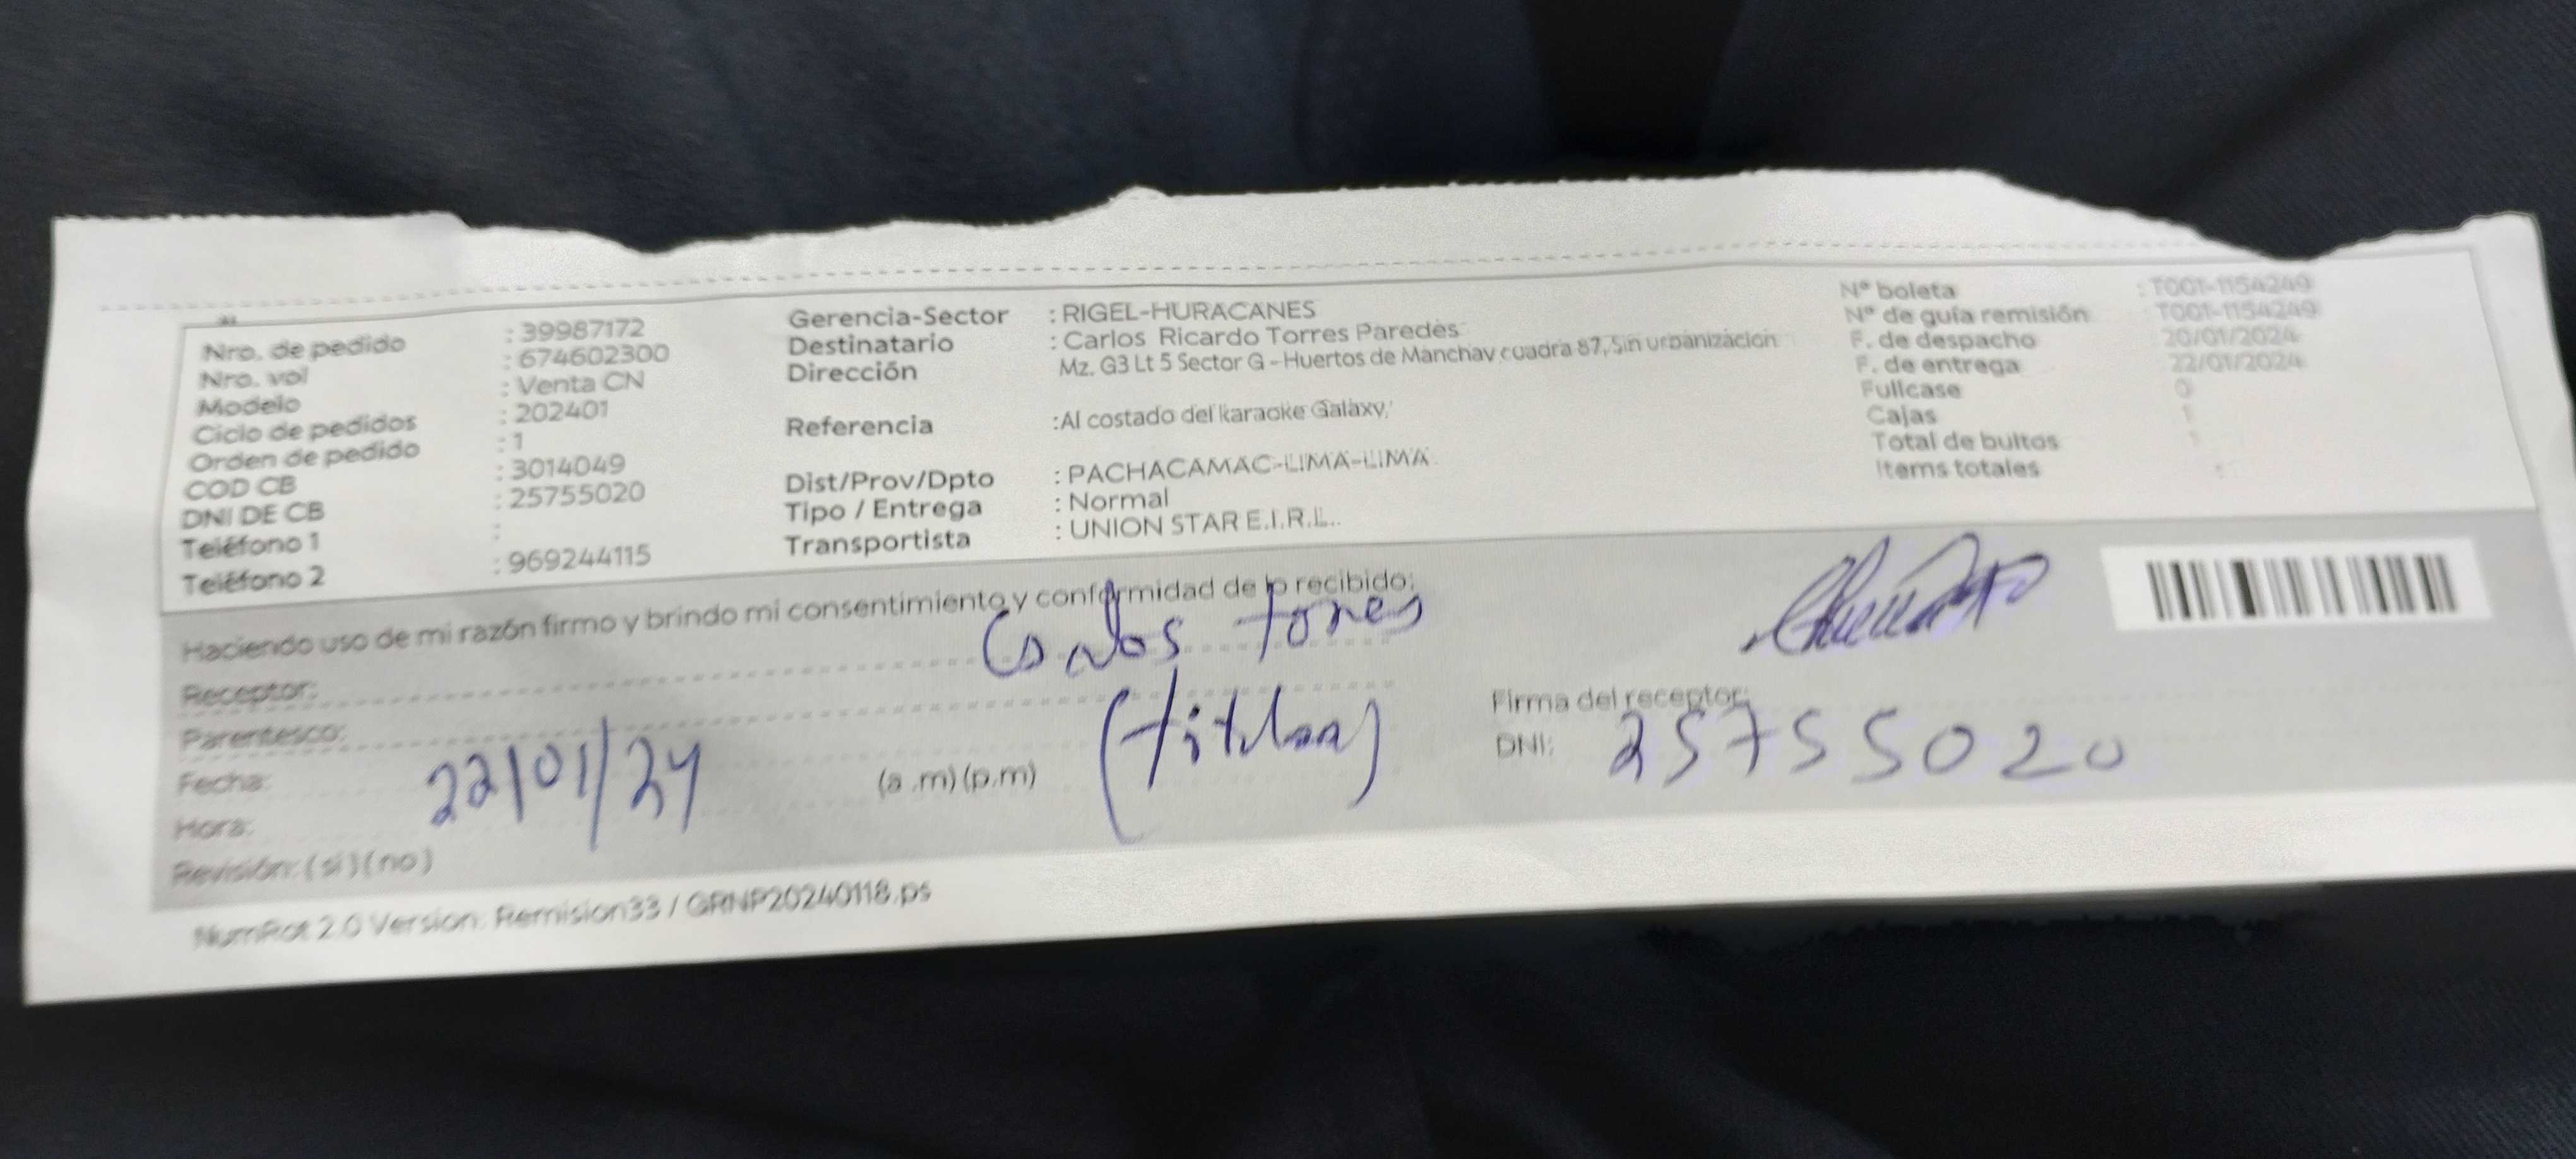 Nro. de pedido : 39987172
Nro. vol : 674602300
Modelo : Venta CN
Ciclo de pedidos : 202401
Orden de pedido : 1
COD CB : 3014049
DNI DE CB : 25755020
Teléfono 1 :
Teléfono 2 : 969244115
Gerencia-Sector : RIGEL-HURACANES
Destinatario : Carlos Ricardo Torres Paredes
Dirección Mz. G3 Lt 5 Sector G - Huertos de Manchay cuadra 87, Sin urbanizacion
Referencia :Al costado del karaoke Galaxy,
Dist/Prov/Dpto : PACHACAMAC-LIMA-LIMA
Tipo / Entrega : Normal
Transportista : UNION STAR E.I.R.L..
N° boleta : T001-1154249
N° de guía remisión T001-1154249
F. de despacho 20/01/2024
F. de entrega 22/01/2024
Fullcase 0
Cajas 1
Total de bultos 1
Items totales
Haciendo uso de mi razón firmo y brindo mi consentimiento y conformidad de lo recibido:
Receptor: Carlos Torres
Parentesco: (titular)
Fecha: 22/01/24
Hora: (a .m) (p.m)
Revisión: ( si ) ( no )
Firma del receptor:
DNI: 25755020
NumRot 2.0 Version: Remision33 / GRNP20240118.ps